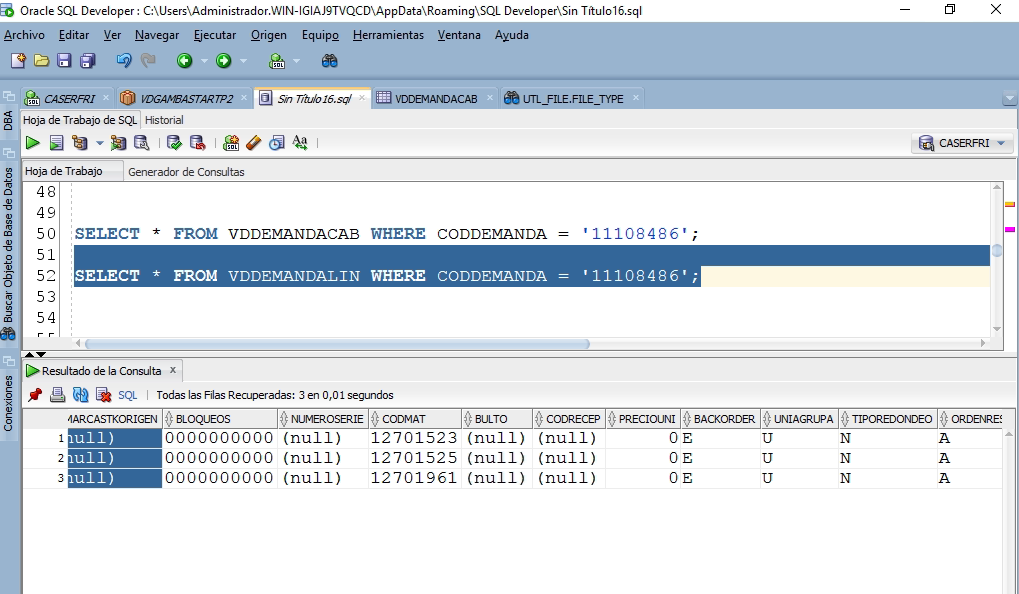 Oracle SQL Developer : C:\Users\Administrador.WIN-IGIAJ9TVQCD\AppData\Roaming\SQL Developer\Sin Título16.sql
Archivo Editar Ver Navegar Ejecutar Origen Equipo Herramientas Ventana Ayuda
CASERFRI VDGAMBASTARTP2 Sin Título16.sql VDDEMANDACAB UTL_FILE.FILE_TYPE
DBA
Hoja de Trabajo de SQL Historial
CASERFRI
Hoja de Trabajo Generador de Consultas
Buscar Objeto de Base de Datos
48
49
50 SELECT * FROM VDDEMANDACAB WHERE CODDEMANDA = '11108486';
51
52 SELECT * FROM VDDEMANDALIN WHERE CODDEMANDA = '11108486';
53
54
Conexiones
Resultado de la Consulta x
SQL Todas las Filas Recuperadas: 3 en 0,01 segundos
MARCASTKORIGEN BLOQUEOS NUMEROSERIE CODMAT BULTO CODRECEP PRECIOUNI BACKORDER UNIAGRUPA TIPOREDONDEO ORDENRES
1 null) 0000000000 (null) 12701523 (null) (null) 0 E U N A
2 null) 0000000000 (null) 12701525 (null) (null) 0 E U N A
3 null) 0000000000 (null) 12701961 (null) (null) 0 E U N A